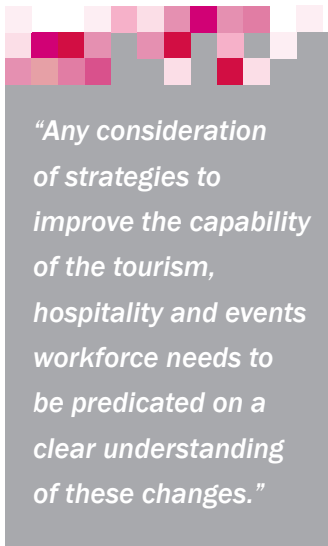 “Any consideration
of strategies to
improve the capability
of the tourism,
hospitality and events
workforce needs to
be predicated on a
clear understanding
of these changes.”